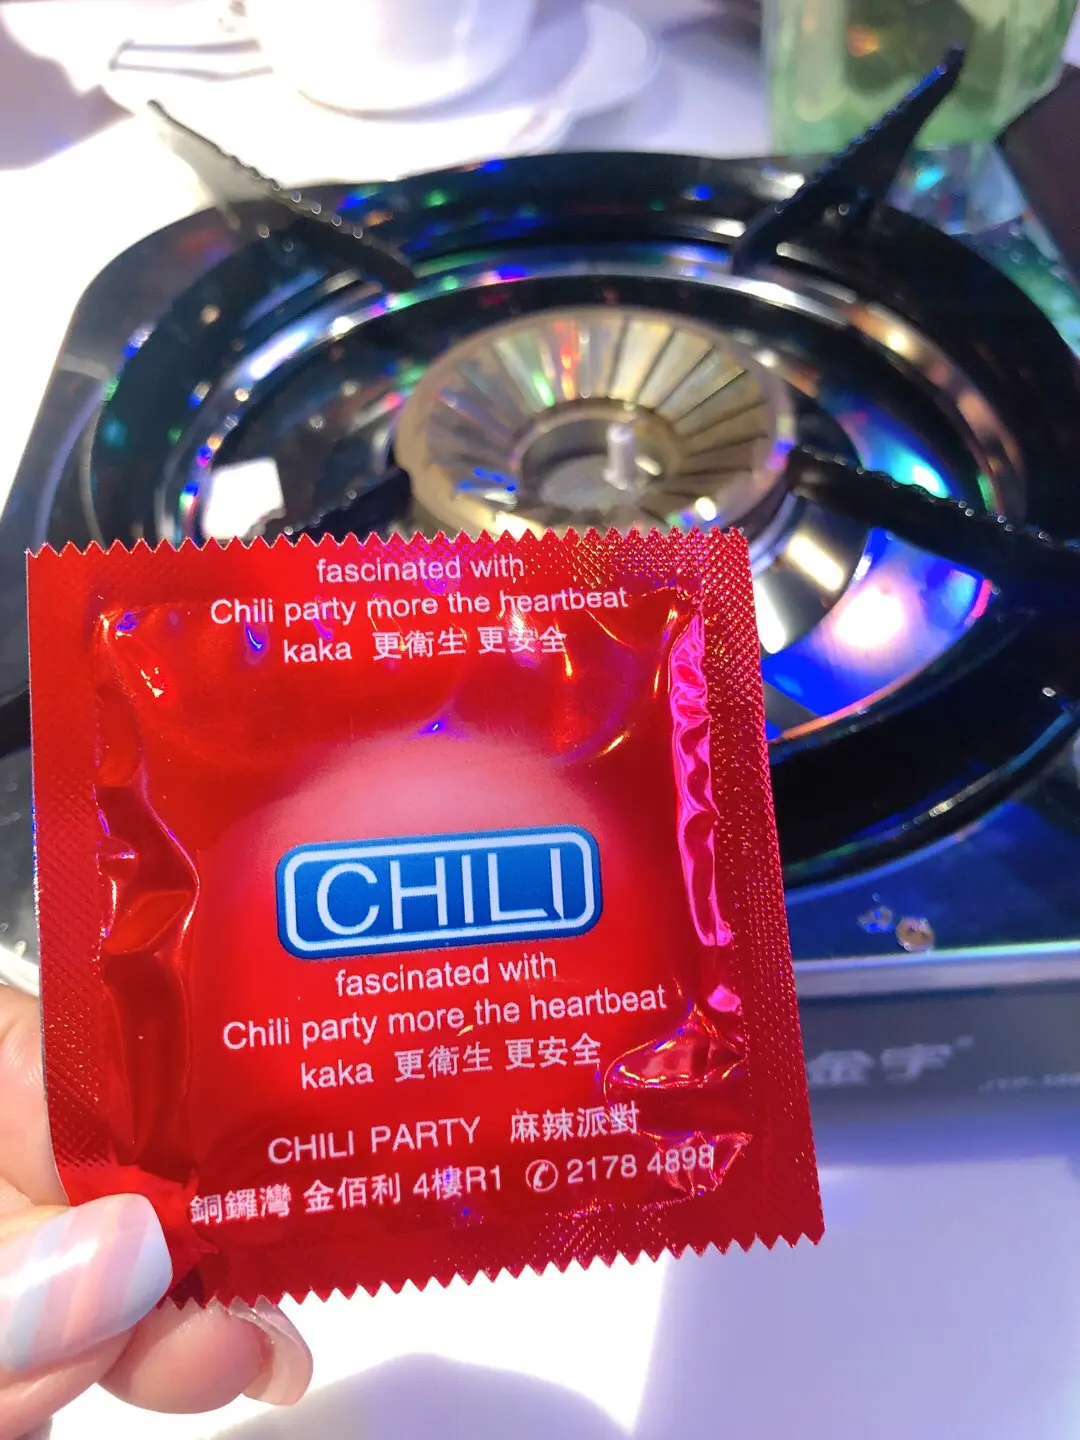 fascinated with
Chili party more the heartbeat
kaka 更衛生 更安全
CHILI
fascinated with
Chili party more the heartbeat
kaka 更衛生 更安全
CHILI PARTY 麻辣派對
銅鑼灣 金佰利 4樓R1 ✆ 2178 4898
金宇